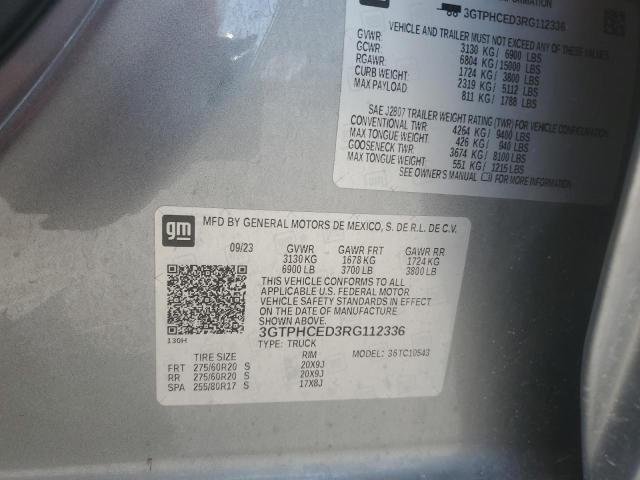 INFORMATION
3GTPHCED3RG112336
VEHICLE AND TRAILER MUST NOT EXCEED ANY OF THESE VALUES
GVWR: 3130 KG/ 6900 LBS
GCWR: 6804 KG/ 15000 LBS
RGAWR: 1724 KG/ 3800 LBS
CURB WEIGHT: 2319 KG/ 5112 LBS
MAX PAYLOAD 811 KG/ 1788 LBS
SAE J2807 TRAILER WEIGHT RATING (TWR) FOR VEHICLE CONFIGURATION
CONVENTIONAL TWR: 4264 KG/ 9400 LBS
MAX TONGUE WEIGHT: 426 KG/ 940 LBS
GOOSENECK TWR: 3674 KG/ 8100 LBS
MAX TONGUE WEIGHT: 551 KG/ 1215 LBS
SEE OWNER'S MANUAL FOR MORE INFORMATION
gm MFD BY GENERAL MOTORS DE MEXICO, S. DE R.L. DE C.V.
09/23 GVWR GAWR FRT GAWR RR
3130 KG 1678 KG 1724 KG
6900 LB 3700 LB 3800 LB
THIS VEHICLE CONFORMS TO ALL
APPLICABLE U.S. FEDERAL MOTOR
VEHICLE SAFETY STANDARDS IN EFFECT
ON THE DATE OF MANUFACTURE
SHOWN ABOVE.
3GTPHCED3RG112336
130H TYPE: TRUCK
TIRE SIZE RIM MODEL: 36TC10543
FRT 275/60R20 S 20X9J
RR 275/60R20 S 20X9J
SPA 255/80R17 S 17X8J